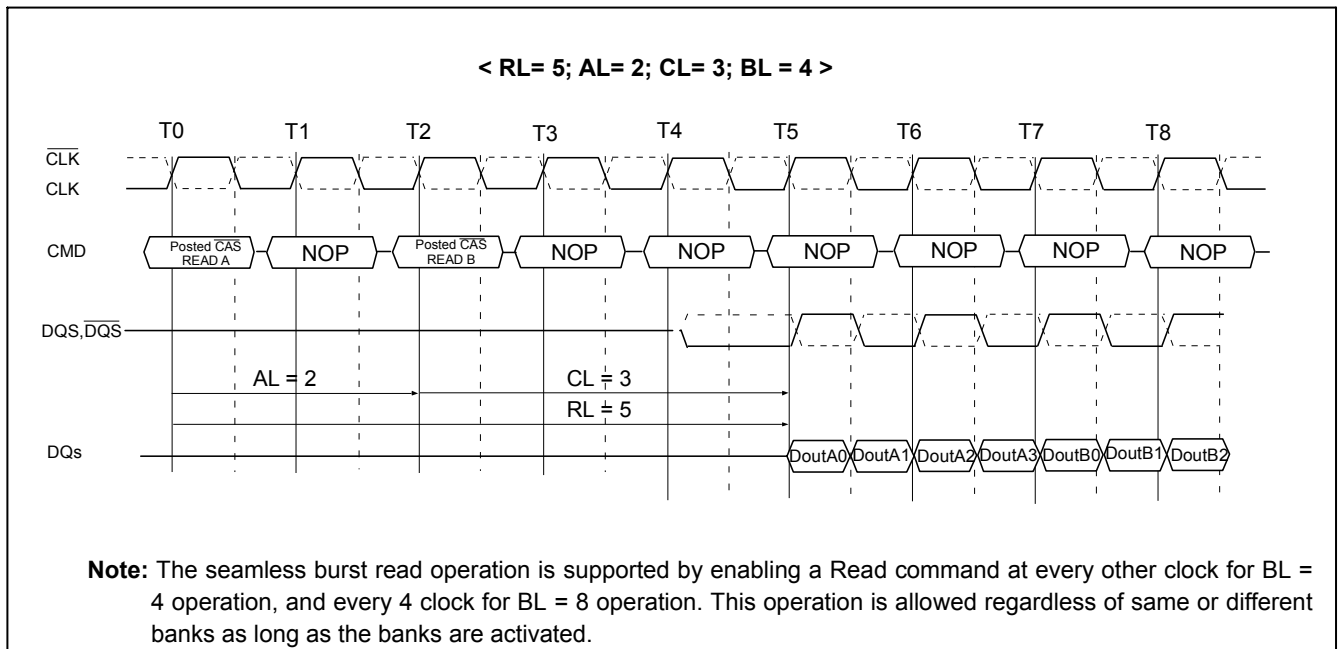 < RL= 5; AL= 2; CL= 3; BL = 4 >
T0 T1 T2 T3 T4 T5 T6 T7 T8
CLK
CLK
CMD
Posted CAS
READ A
NOP
Posted CAS
READ B
NOP NOP NOP NOP NOP NOP
DQS,DQS
AL = 2 CL = 3
RL = 5
DQs
DoutA0 DoutA1 DoutA2 DoutA3 DoutB0 DoutB1 DoutB2
Note: The seamless burst read operation is supported by enabling a Read command at every other clock for BL =
4 operation, and every 4 clock for BL = 8 operation. This operation is allowed regardless of same or different
banks as long as the banks are activated.